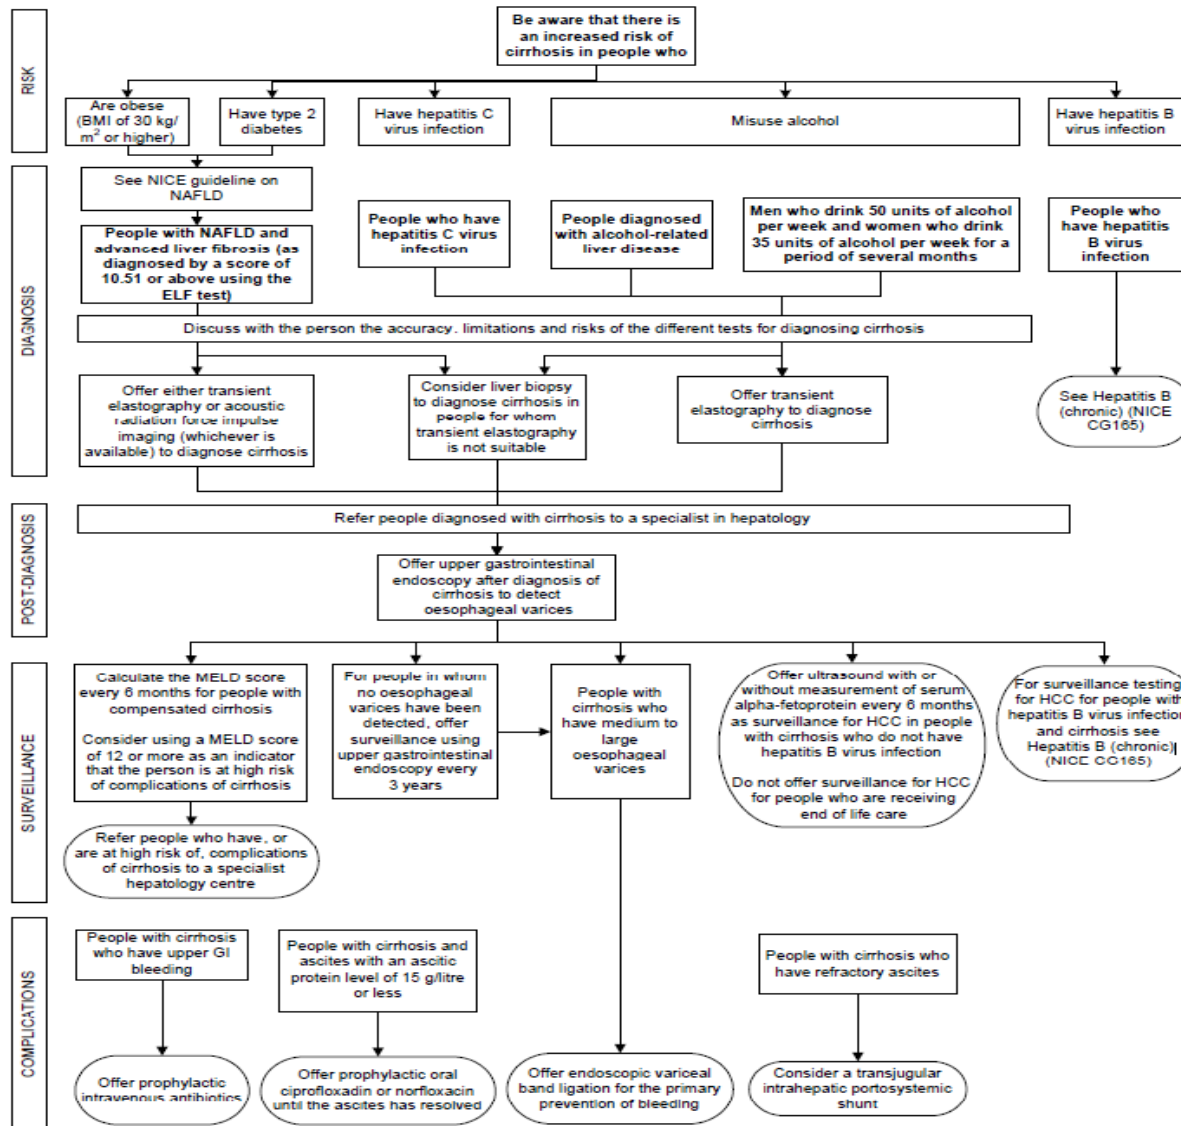 RISK
Be aware that there is
an increased risk of
cirrhosis in people who
Are obese
(BMI of 30 kg/
m2 or higher)
Have type 2
diabetes
Have hepatitis C
virus infection
Misuse alcohol
Have hepatitis B
virus infection
DIAGNOSIS
See NICE guideline on
NAFLD
People with NAFLD and
advanced liver fibrosis (as
diagnosed by a score of
10.51 or above using the
ELF test)
People who have
hepatitis C virus
infection
People diagnosed
with alcohol-related
liver disease
Men who drink 50 units of alcohol
per week and women who drink
35 units of alcohol per week for a
period of several months
People who
have hepatitis
B virus
infection
Discuss with the person the accuracy. limitations and risks of the different tests for diagnosing cirrhosis
Offer either transient
elastography or acoustic
radiation force impulse
imaging (whichever is
available) to diagnose cirrhosis
Consider liver biopsy
to diagnose cirrhosis in
people for whom
transient elastography
is not suitable
Offer transient
elastography to diagnose
cirrhosis
See Hepatitis B
(chronic) (NICE
CG165)
POST-DIAGNOSIS
Refer people diagnosed with cirrhosis to a specialist in hepatology
Offer upper gastrointestinal
endoscopy after diagnosis of
cirrhosis to detect
oesophageal varices
SURVEILLANCE
Calculate the MELD score
every 6 months for people with
compensated cirrhosis
Consider using a MELD score
of 12 or more as an indicator
that the person is at high risk
of complications of cirrhosis
For people in whom
no oesophageal
varices have been
detected, offer
surveillance using
upper gastrointestinal
endoscopy every
3 years
People with
cirrhosis who
have medium to
large
oesophageal
varices
Offer ultrasound with or
without measurement of serum
alpha-fetoprotein every 6 months
as surveillance for HCC in people
with cirrhosis who do not have
hepatitis B virus infection
Do not offer surveillance for HCC
for people who are receiving
end of life care
For surveillance testing
for HCC for people with
hepatitis B virus infection
and cirrhosis see
Hepatitis B (chronic)
(NICE CG165)
Refer people who have, or
are at high risk of, complications
of cirrhosis to a specialist
hepatology centre
COMPLICATIONS
People with cirrhosis
who have upper GI
bleeding
People with cirrhosis and
ascites with an ascitic
protein level of 15 g/litre
or less
People with cirrhosis who
have refractory ascites
Offer prophylactic
intravenous antibiotics
Offer prophylactic oral
ciprofloxadin or norfloxacin
until the ascites has resolved
Offer endoscopic variceal
band ligation for the primary
prevention of bleeding
Consider a transjugular
intrahepatic portosystemic
shunt